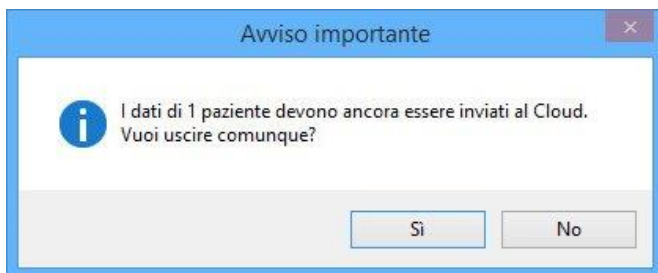 Avviso importante
I dati di 1 paziente devono ancora essere inviati al Cloud.
Vuoi uscire comunque?
Sì
No